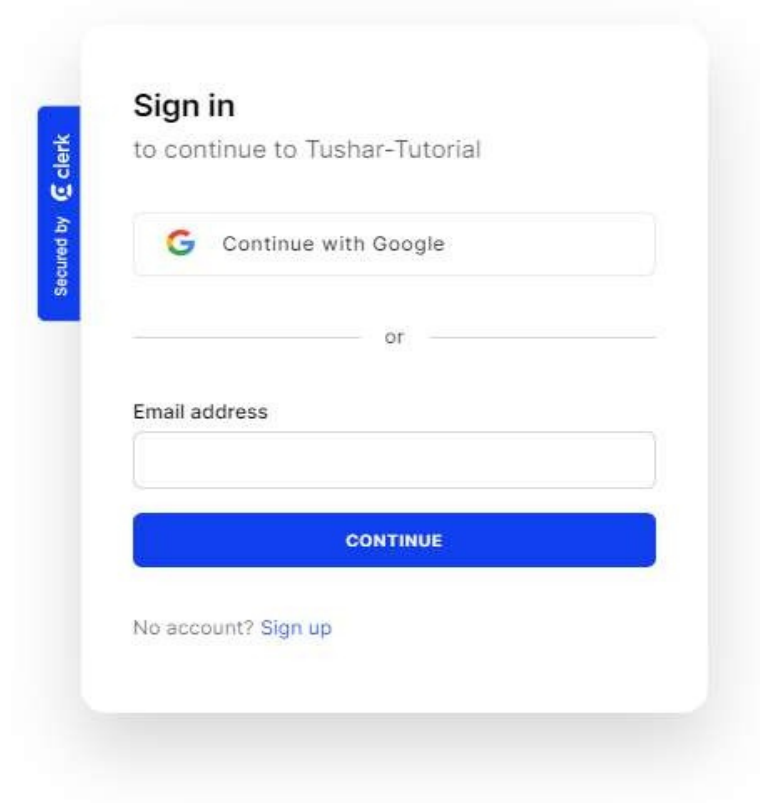 Sign in
to continue to Tushar-Tutorial
Secured by clerk
Continue with Google
or
Email address
CONTINUE
No account? Sign up